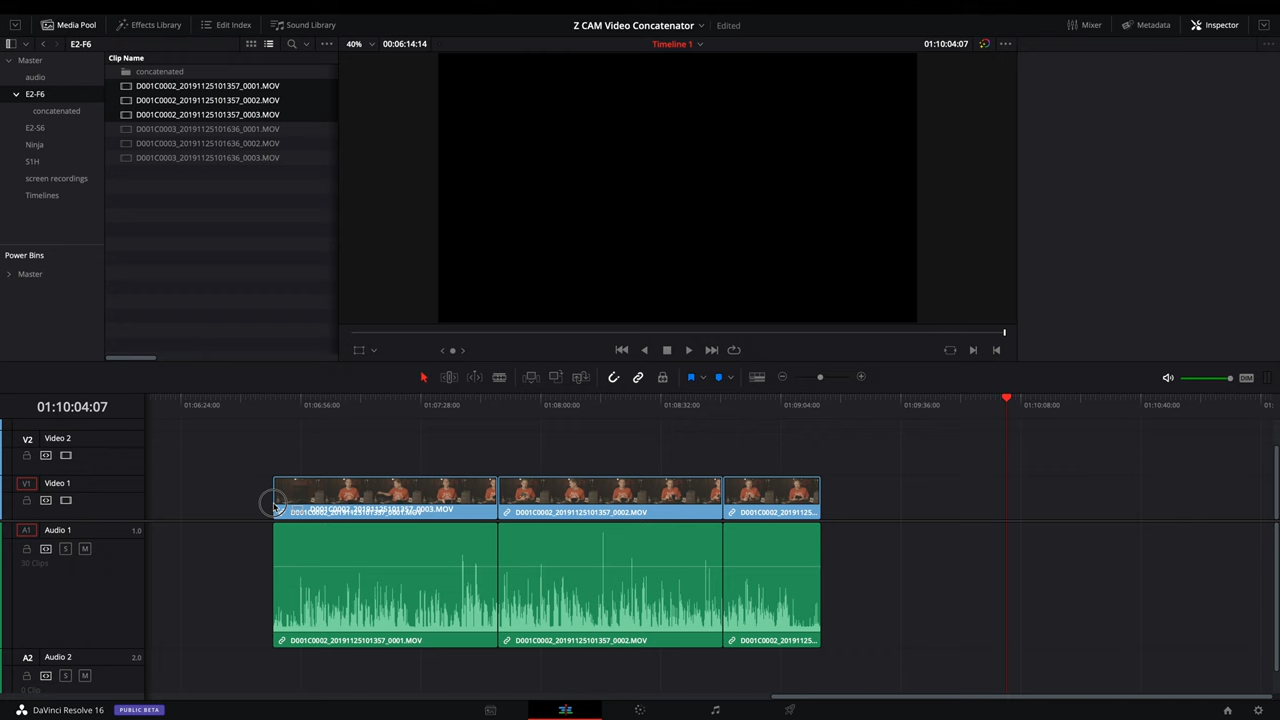 Media Pool
Effects Library
Edit Index
Sound Library
Z CAM Video Concatenator
Edited
Mixer
Metadata
Inspector
E2-F6
40%
00:06:14:14
Timeline 1
01:10:04:07
Master
audio
E2-F6
concatenated
E2-S6
Ninja
S1H
screen recordings
Timelines
Power Bins
Master
Clip Name
concatenated
D001C0002_20191125101357_0001.MOV
D001C0002_20191125101357_0002.MOV
D001C0002_20191125101357_0003.MOV
D001C0003_20191125101636_0001.MOV
D001C0003_20191125101636_0002.MOV
D001C0003_20191125101636_0003.MOV
DIM
01:10:04:07
01:06:24:00
01:06:56:00
01:07:28:00
01:08:00:00
01:08:32:00
01:09:04:00
01:09:36:00
01:10:08:00
01:10:40:00
01:
V2
Video 2
V1
Video 1
D001C0002_20191125101357_0003.MOV
D001C0002_20191125101357_0001.MOV
D001C0002_20191125101357_0002.MOV
D001C0002_20191125...
A1
Audio 1
1.0
S
M
30 Clips
D001C0002_20191125101357_0001.MOV
D001C0002_20191125101357_0002.MOV
D001C0002_20191125...
A2
Audio 2
2.0
S
M
0 Clip
DaVinci Resolve 16
PUBLIC BETA